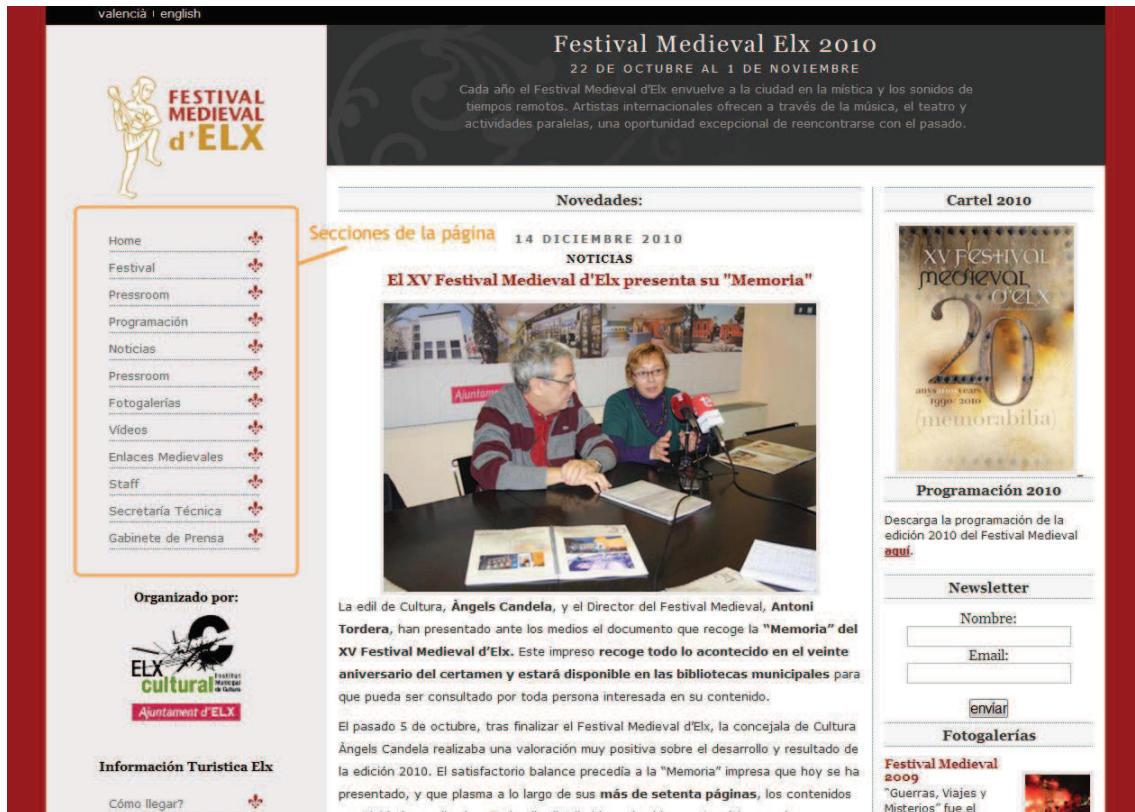 valencià | english
FESTIVAL
MEDIEVAL
d'ELX
Home
Festival
Pressroom
Programación
Noticias
Pressroom
Fotogalerías
Vídeos
Enlaces Medievales
Staff
Secretaría Técnica
Gabinete de Prensa
Secciones de la página
Organizado por:
ELX
cultural
Institut
Municipal
de Cultura
Ajuntament d'ELX
Información Turistica Elx
Cómo llegar?
Festival Medieval Elx 2010
22 DE OCTUBRE AL 1 DE NOVIEMBRE
Cada año el Festival Medieval d'Elx envuelve a la ciudad en la mística y los sonidos de
tiempos remotos. Artistas internacionales ofrecen a través de la música, el teatro y
actividades paralelas, una oportunidad excepcional de reencontrarse con el pasado.
Novedades:
14 DICIEMBRE 2010
NOTICIAS
El XV Festival Medieval d'Elx presenta su "Memoria"
La edil de Cultura, Àngels Candela, y el Director del Festival Medieval, Antoni
Tordera, han presentado ante los medios el documento que recoge la "Memoria" del
XV Festival Medieval d'Elx. Este impreso recoge todo lo acontecido en el veinte
aniversario del certamen y estará disponible en las bibliotecas municipales para
que pueda ser consultado por toda persona interesada en su contenido.
El pasado 5 de octubre, tras finalizar el Festival Medieval d'Elx, la concejala de Cultura
Àngels Candela realizaba una valoración muy positiva sobre el desarrollo y resultado de
la edición 2010. El satisfactorio balance precedía a la "Memoria" impresa que hoy se ha
presentado, y que plasma a lo largo de sus más de setenta páginas, los contenidos
Cartel 2010
XV FESTIVAL
MEDIEVAL
D'ELX
20
anys years
1990/2010
(memorabilia)
Programación 2010
Descarga la programación de la
edición 2010 del Festival Medieval
aquí.
Newsletter
Nombre:
Email:
enviar
Fotogalerías
Festival Medieval
2009
"Guerras, Viajes y
Misterios" fue el